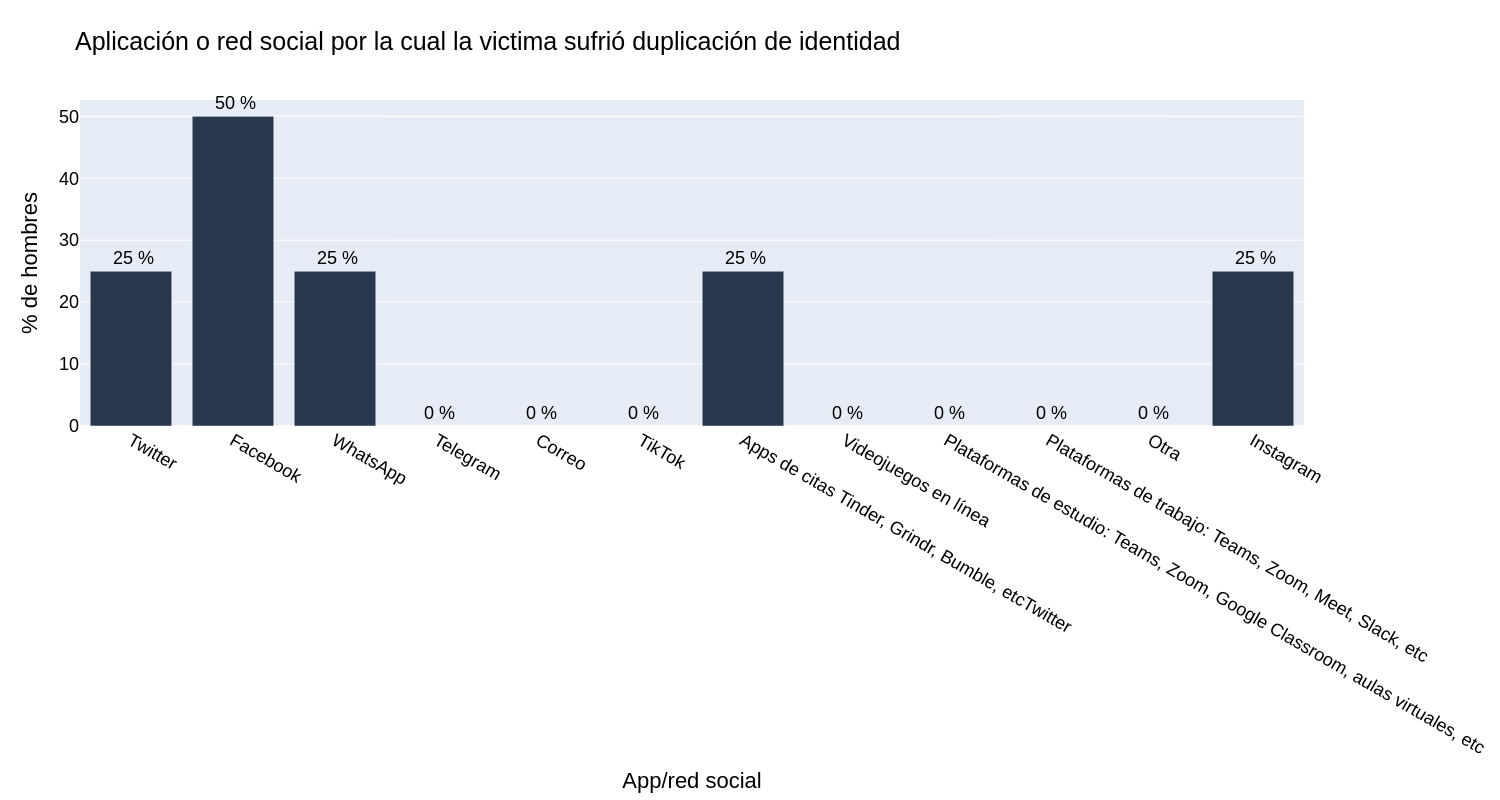 Aplicación o red social por la cual la victima sufrió duplicación de identidad
% de hombres
50
40
30
20
10
0
25 %
50 %
25 %
0 %
0 %
0 %
25 %
0 %
0 %
0 %
0 %
25 %
Twitter
Facebook
WhatsApp
Telegram
Correo
TikTok
Apps de citas Tinder, Grindr, Bumble, etcTwitter
Videojuegos en línea
Plataformas de estudio: Teams, Zoom, Google Classroom, aulas virtuales, etc
Plataformas de trabajo: Teams, Zoom, Meet, Slack, etc
Otra
Instagram
App/red social